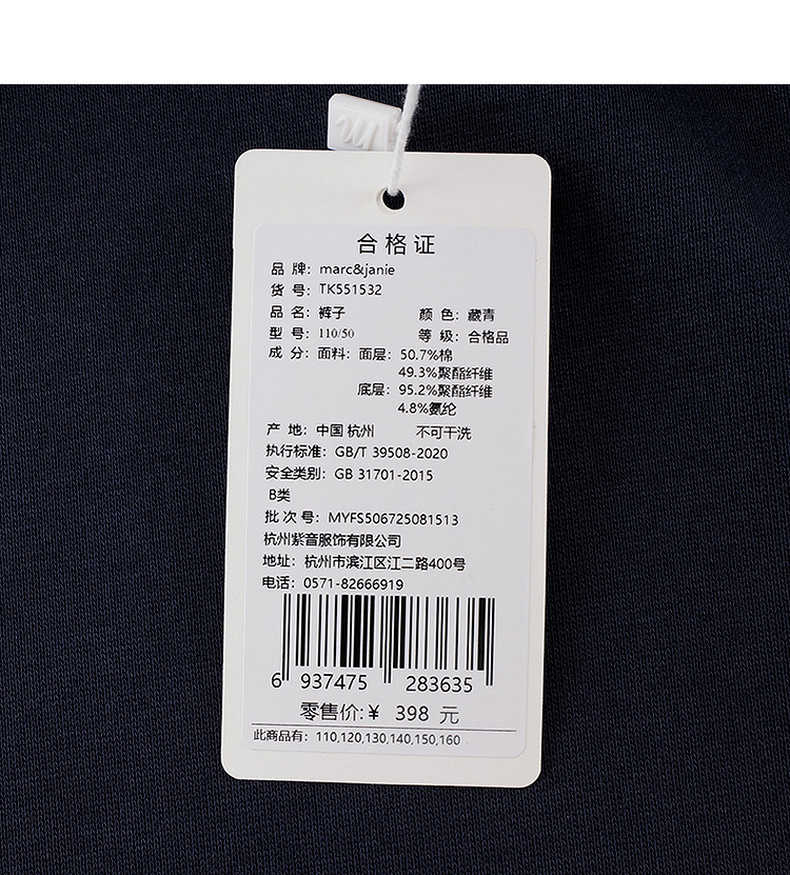 合格证
品 牌：marc&janie
货 号：TK551532
品 名：裤子 颜 色：藏青
型 号：110/50 等 级：合格品
成 分：面料：面层：50.7%棉
49.3%聚酯纤维
底层：95.2%聚酯纤维
4.8%氨纶
产 地：中国 杭州 不可干洗
执行标准：GB/T 39508-2020
安全类别：GB 31701-2015
B类
批 次 号：MYFS506725081513
杭州紫音服饰有限公司
地址：杭州市滨江区江二路400号
电话：0571-82666919
6 937475 283635
零售价:¥ 398 元
此商品有：110,120,130,140,150,160